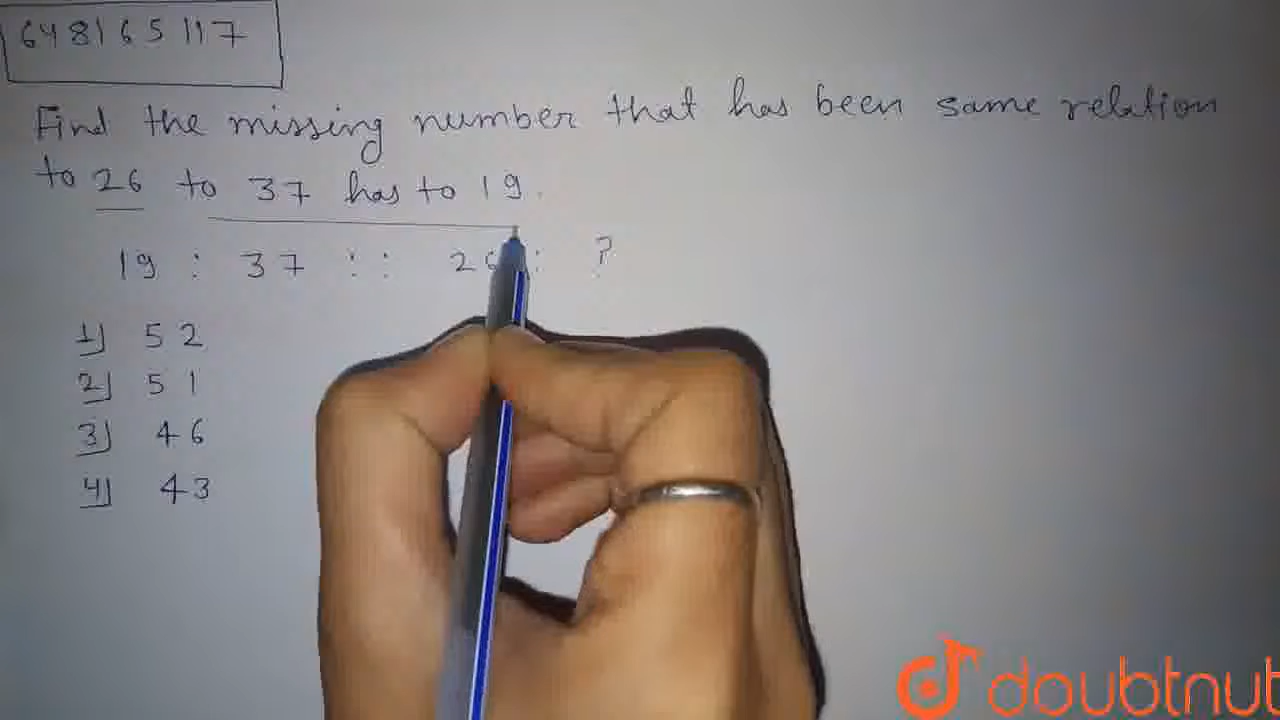 648165117
Find the missing number that has been same relation
to 26 to 37 has to 19.
19 : 37 :: 26 : ?
1) 52
2) 51
3) 46
4) 43
doubtnut